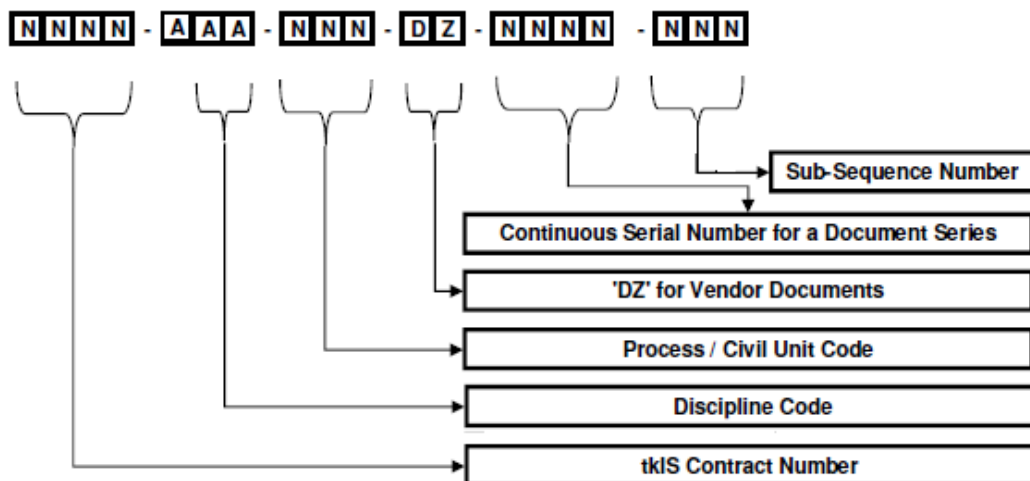 N N N N - A A A - N N N - D Z - N N N N - N N N
Sub-Sequence Number
Continuous Serial Number for a Document Series
'DZ' for Vendor Documents
Process / Civil Unit Code
Discipline Code
tkIS Contract Number